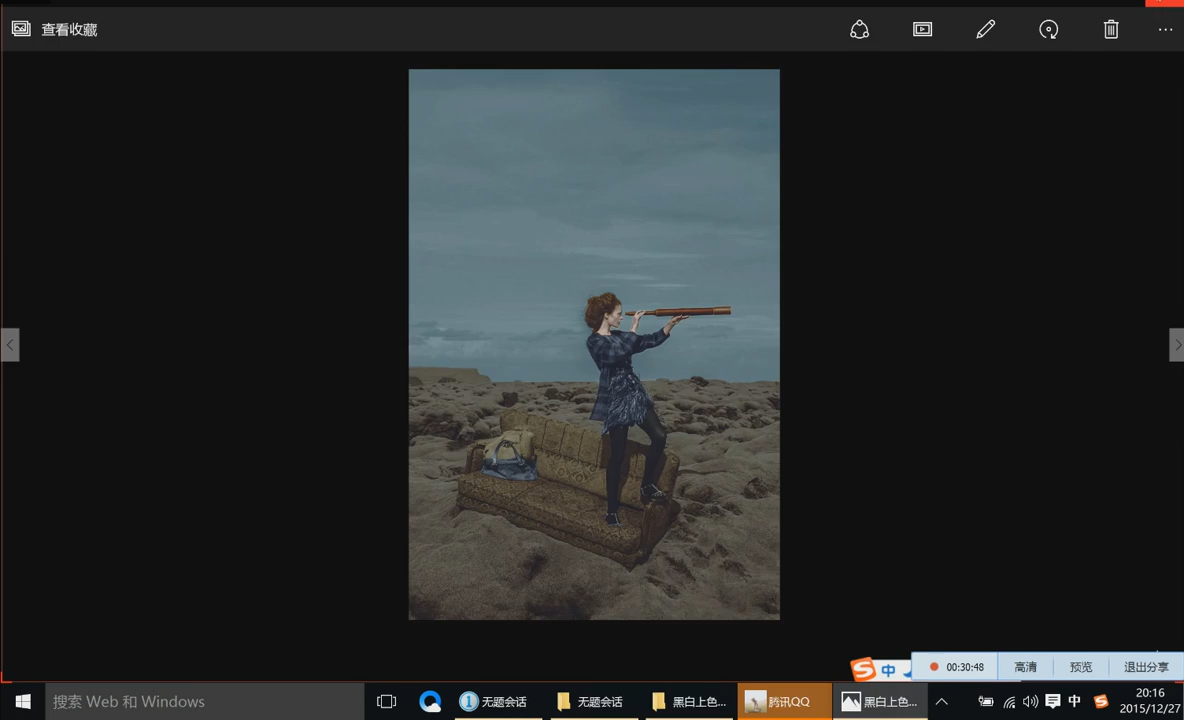 查看收藏
中
00:30:48
高清
预览
退出分享
搜索 Web 和 Windows
无题会话
无题会话
黑白上色...
腾讯QQ
黑白上色...
中
20:16
2015/12/27